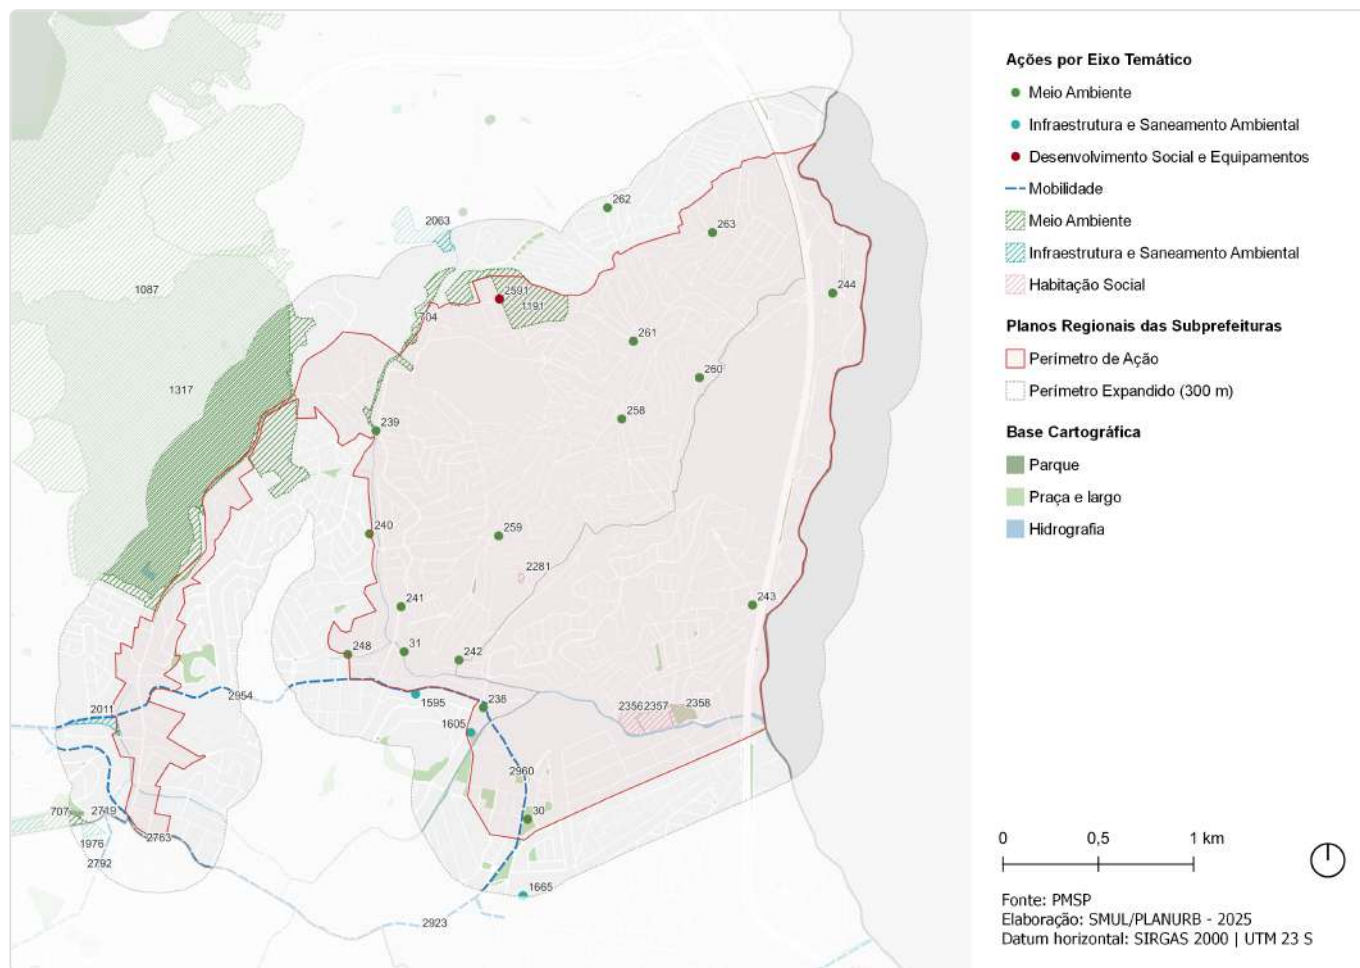 Ações por Eixo Temático
Meio Ambiente
Infraestrutura e Saneamento Ambiental
Desenvolvimento Social e Equipamentos
Mobilidade
Meio Ambiente
Infraestrutura e Saneamento Ambiental
Habitação Social
Planos Regionais das Subprefeituras
Perímetro de Ação
Perímetro Expandido (300 m)
Base Cartográfica
Parque
Praça e largo
Hidrografia
262
2063
263
1087
244
2591
1191
704
261
260
1317
258
239
240
259
2281
241
243
31
248
242
2954
1595
238
2356
2357
2358
2011
1605
2960
707
2719
30
2763
1976
2792
1665
2923
0 0,5 1 km
Fonte: PMSP
Elaboração: SMUL/PLANURB - 2025
Datum horizontal: SIRGAS 2000 | UTM 23 S